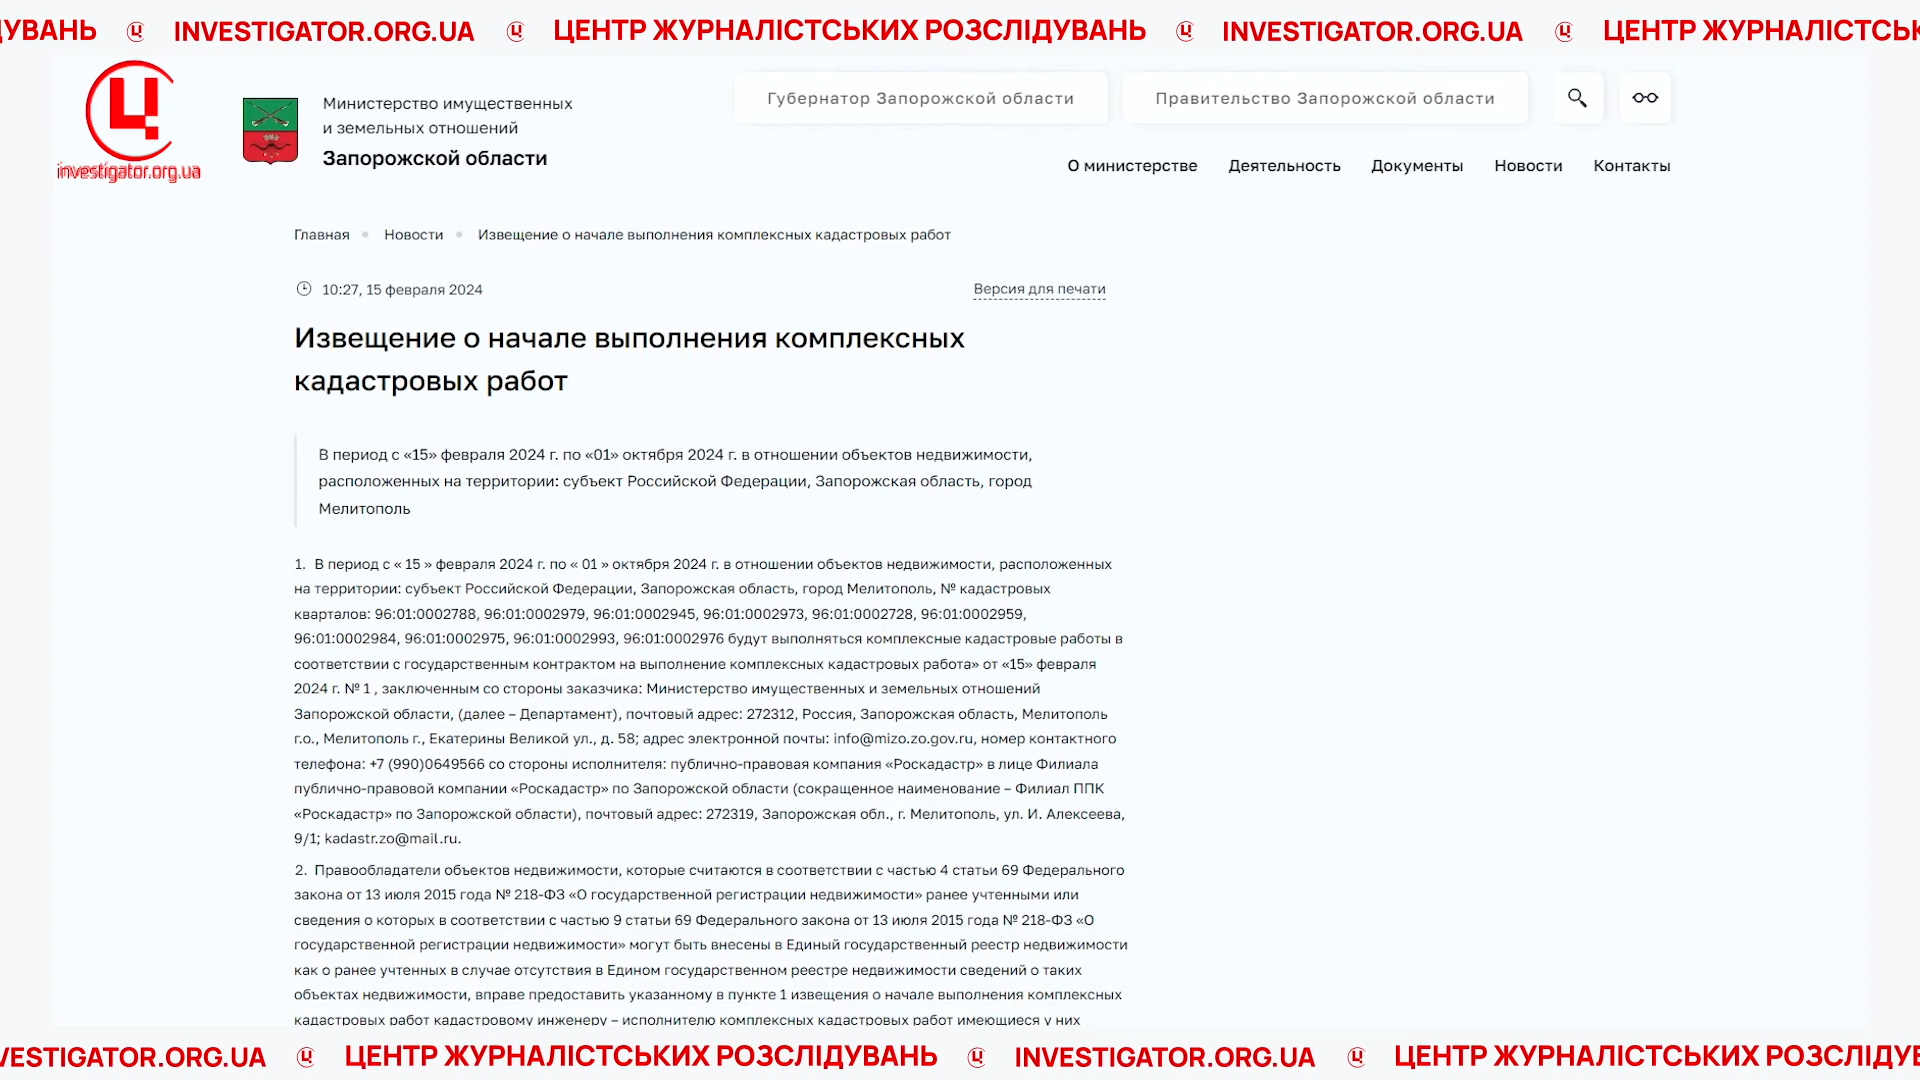 УВАНЬ INVESTIGATOR.ORG.UA ЦЕНТР ЖУРНАЛІСТСЬКИХ РОЗСЛІДУВАНЬ INVESTIGATOR.ORG.UA ЦЕНТР ЖУРНАЛІСТСЬК
investigator.org.ua
Министерство имущественных
и земельных отношений
Запорожской области
Губернатор Запорожской области
Правительство Запорожской области
О министерстве Деятельность Документы Новости Контакты
Главная Новости Извещение о начале выполнения комплексных кадастровых работ
10:27, 15 февраля 2024
Версия для печати
Извещение о начале выполнения комплексных
кадастровых работ
В период с «15» февраля 2024 г. по «01» октября 2024 г. в отношении объектов недвижимости,
расположенных на территории: субъект Российской Федерации, Запорожская область, город
Мелитополь
1. В период с « 15 » февраля 2024 г. по « 01 » октября 2024 г. в отношении объектов недвижимости, расположенных
на территории: субъект Российской Федерации, Запорожская область, город Мелитополь, № кадастровых
кварталов: 96:01:0002788, 96:01:0002979, 96:01:0002945, 96:01:0002973, 96:01:0002728, 96:01:0002959,
96:01:0002984, 96:01:0002975, 96:01:0002993, 96:01:0002976 будут выполняться комплексные кадастровые работы в
соответствии с государственным контрактом на выполнение комплексных кадастровых работа» от «15» февраля
2024 г. № 1 , заключенным со стороны заказчика: Министерство имущественных и земельных отношений
Запорожской области, (далее – Департамент), почтовый адрес: 272312, Россия, Запорожская область, Мелитополь
г.о., Мелитополь г., Екатерины Великой ул., д. 58; адрес электронной почты: info@mizo.zo.gov.ru, номер контактного
телефона: +7 (990)0649566 со стороны исполнителя: публично-правовая компания «Роскадастр» в лице Филиала
публично-правовой компании «Роскадастр» по Запорожской области (сокращенное наименование – Филиал ППК
«Роскадастр» по Запорожской области), почтовый адрес: 272319, Запорожская обл., г. Мелитополь, ул. И. Алексеева,
9/1; kadastr.zo@mail.ru.
2. Правообладатели объектов недвижимости, которые считаются в соответствии с частью 4 статьи 69 Федерального
закона от 13 июля 2015 года № 218-ФЗ «О государственной регистрации недвижимости» ранее учтенными или
сведения о которых в соответствии с частью 9 статьи 69 Федерального закона от 13 июля 2015 года № 218-ФЗ «О
государственной регистрации недвижимости» могут быть внесены в Единый государственный реестр недвижимости
как о ранее учтенных в случае отсутствия в Едином государственном реестре недвижимости сведений о таких
объектах недвижимости, вправе предоставить указанному в пункте 1 извещения о начале выполнения комплексных
кадастровых работ кадастровому инженеру – исполнителю комплексных кадастровых работ имеющиеся у них
VESTIGATOR.ORG.UA ЦЕНТР ЖУРНАЛІСТСЬКИХ РОЗСЛІДУВАНЬ INVESTIGATOR.ORG.UA ЦЕНТР ЖУРНАЛІСТСЬКИХ РОЗСЛІДУВ